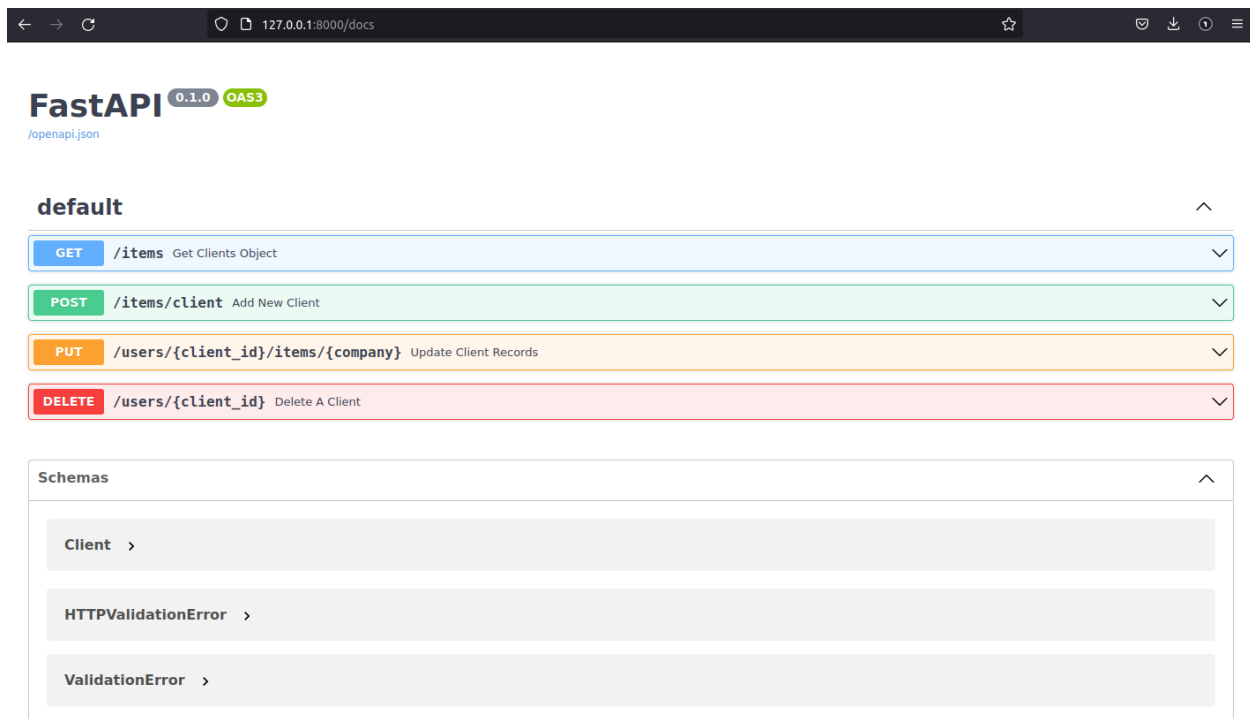 127.0.0.1:8000/docs
FastAPI 0.1.0 OAS3
/openapi.json
default
GET /items Get Clients Object
POST /items/client Add New Client
PUT /users/{client_id}/items/{company} Update Client Records
DELETE /users/{client_id} Delete A Client
Schemas
Client
HTTPValidationError
ValidationError